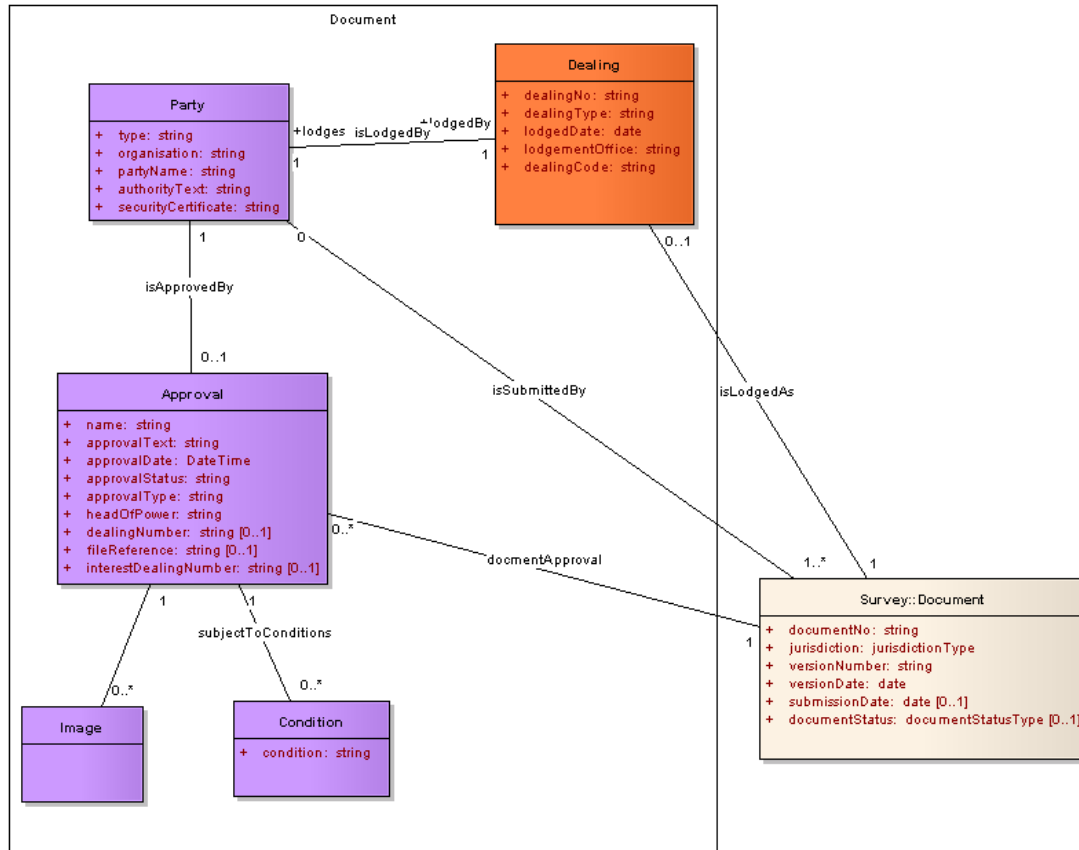 Document
Dealing
+ dealingNo: string
+ dealingType: string
+ lodgedDate: date
+ lodgementOffice: string
+ dealingCode: string
Party
+ type: string
+ organisation: string
+ partyName: string
+ authorityText: string
+ securityCertificate: string
+lodges
isLodgedBy
+lodgedBy
1
1
1
0
0..1
isApprovedBy
0..1
isSubmittedBy
isLodgedAs
Approval
+ name: string
+ approvalText: string
+ approvalDate: DateTime
+ approvalStatus: string
+ approvalType: string
+ headOfPower: string
+ dealingNumber: string [0..1]
+ fileReference: string [0..1]
+ interestDealingNumber: string [0..1]
0..*
docmentApproval
1..*
1
1
1
1
subjectToConditions
0..*
0..*
Survey::Document
+ documentNo: string
+ jurisdiction: jurisdictionType
+ versionNumber: string
+ versionDate: date
+ submissionDate: date [0..1]
+ documentStatus: documentStatusType [0..1]
Image
Condition
+ condition: string